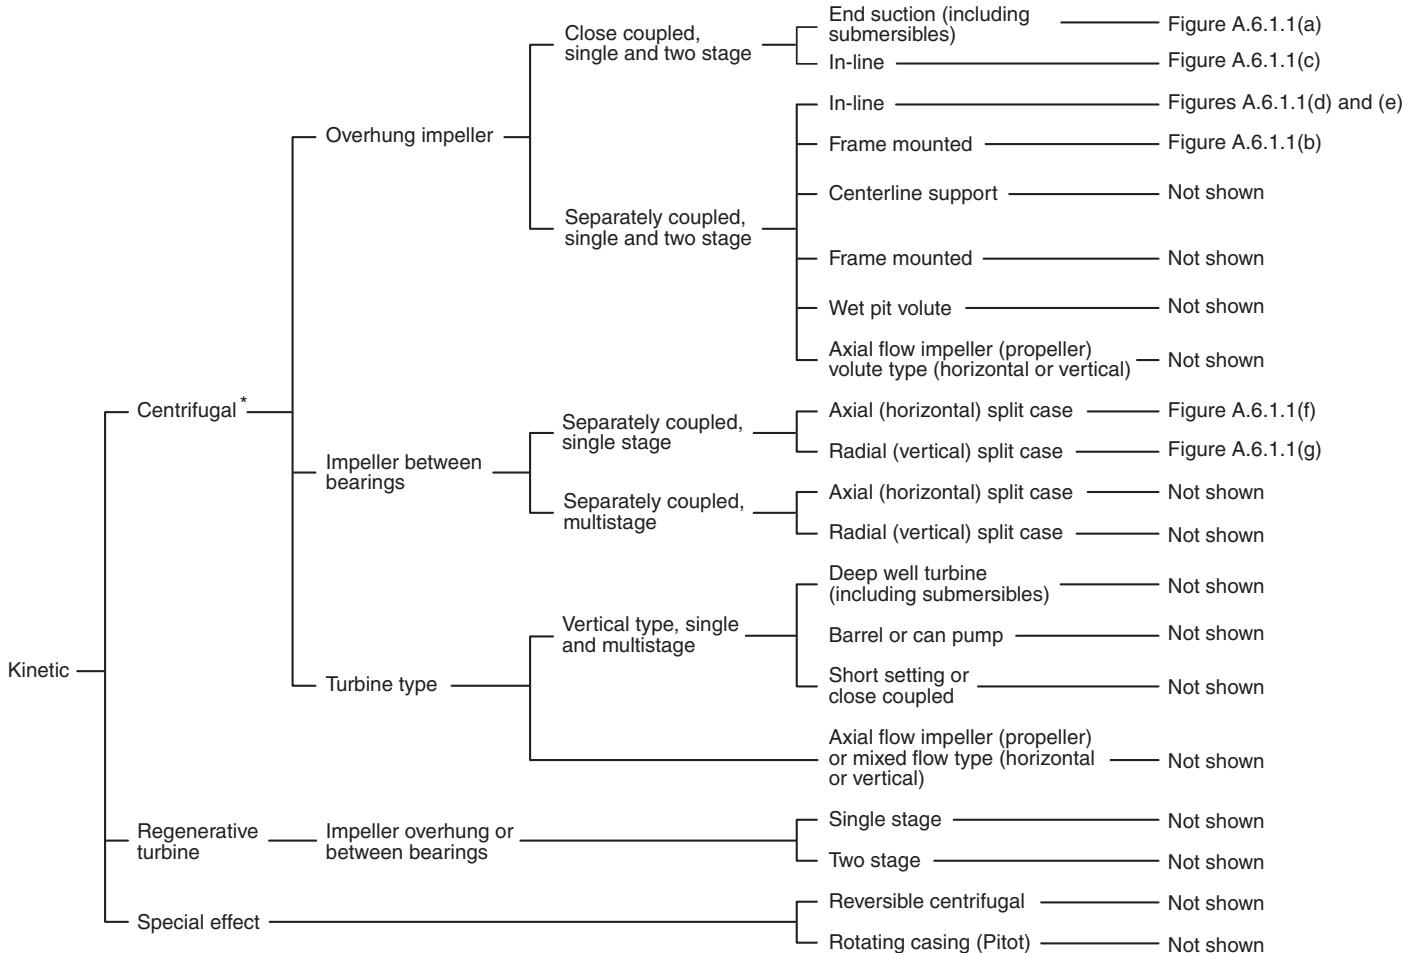 End suction (including
submersibles)
Figure A.6.1.1(a)
Close coupled,
single and two stage
In-line
Figure A.6.1.1(c)
In-line
Figures A.6.1.1(d) and (e)
Overhung impeller
Frame mounted
Figure A.6.1.1(b)
Centerline support
Not shown
Separately coupled,
single and two stage
Frame mounted
Not shown
Wet pit volute
Not shown
Axial flow impeller (propeller)
volute type (horizontal or vertical)
Not shown
Centrifugal*
Separately coupled,
single stage
Axial (horizontal) split case
Figure A.6.1.1(f)
Radial (vertical) split case
Figure A.6.1.1(g)
Impeller between
bearings
Separately coupled,
multistage
Axial (horizontal) split case
Not shown
Radial (vertical) split case
Not shown
Deep well turbine
(including submersibles)
Not shown
Vertical type, single
and multistage
Barrel or can pump
Not shown
Kinetic
Turbine type
Short setting or
close coupled
Not shown
Axial flow impeller (propeller)
or mixed flow type (horizontal
or vertical)
Not shown
Regenerative
turbine
Impeller overhung or
between bearings
Single stage
Not shown
Two stage
Not shown
Special effect
Reversible centrifugal
Not shown
Rotating casing (Pitot)
Not shown